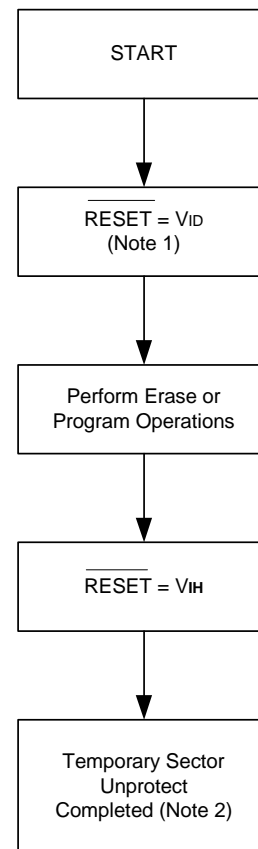 START
RESET = VID
(Note 1)
Perform Erase or
Program Operations
RESET = VIH
Temporary Sector
Unprotect
Completed (Note 2)